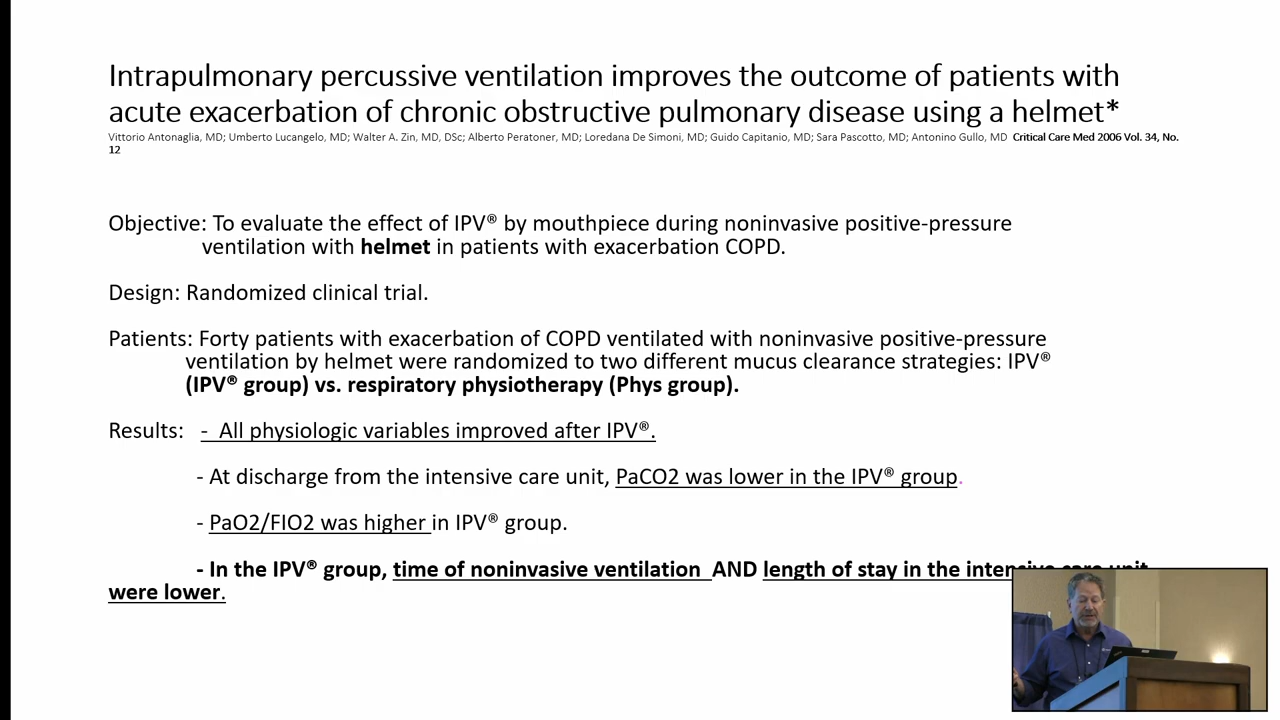 Intrapulmonary percussive ventilation improves the outcome of patients with
acute exacerbation of chronic obstructive pulmonary disease using a helmet*
Vittorio Antonaglia, MD; Umberto Lucangelo, MD; Walter A. Zin, MD, DSc; Alberto Peratoner, MD; Loredana De Simoni, MD; Guido Capitanio, MD; Sara Pascotto, MD; Antonino Gullo, MD Critical Care Med 2006 Vol. 34, No.
12
Objective: To evaluate the effect of IPV® by mouthpiece during noninvasive positive-pressure
ventilation with helmet in patients with exacerbation COPD.
Design: Randomized clinical trial.
Patients: Forty patients with exacerbation of COPD ventilated with noninvasive positive-pressure
ventilation by helmet were randomized to two different mucus clearance strategies: IPV®
(IPV® group) vs. respiratory physiotherapy (Phys group).
Results: - All physiologic variables improved after IPV®.
- At discharge from the intensive care unit, PaCO2 was lower in the IPV® group.
- PaO2/FIO2 was higher in IPV® group.
- In the IPV® group, time of noninvasive ventilation AND length of stay in the intensive care unit
were lower.